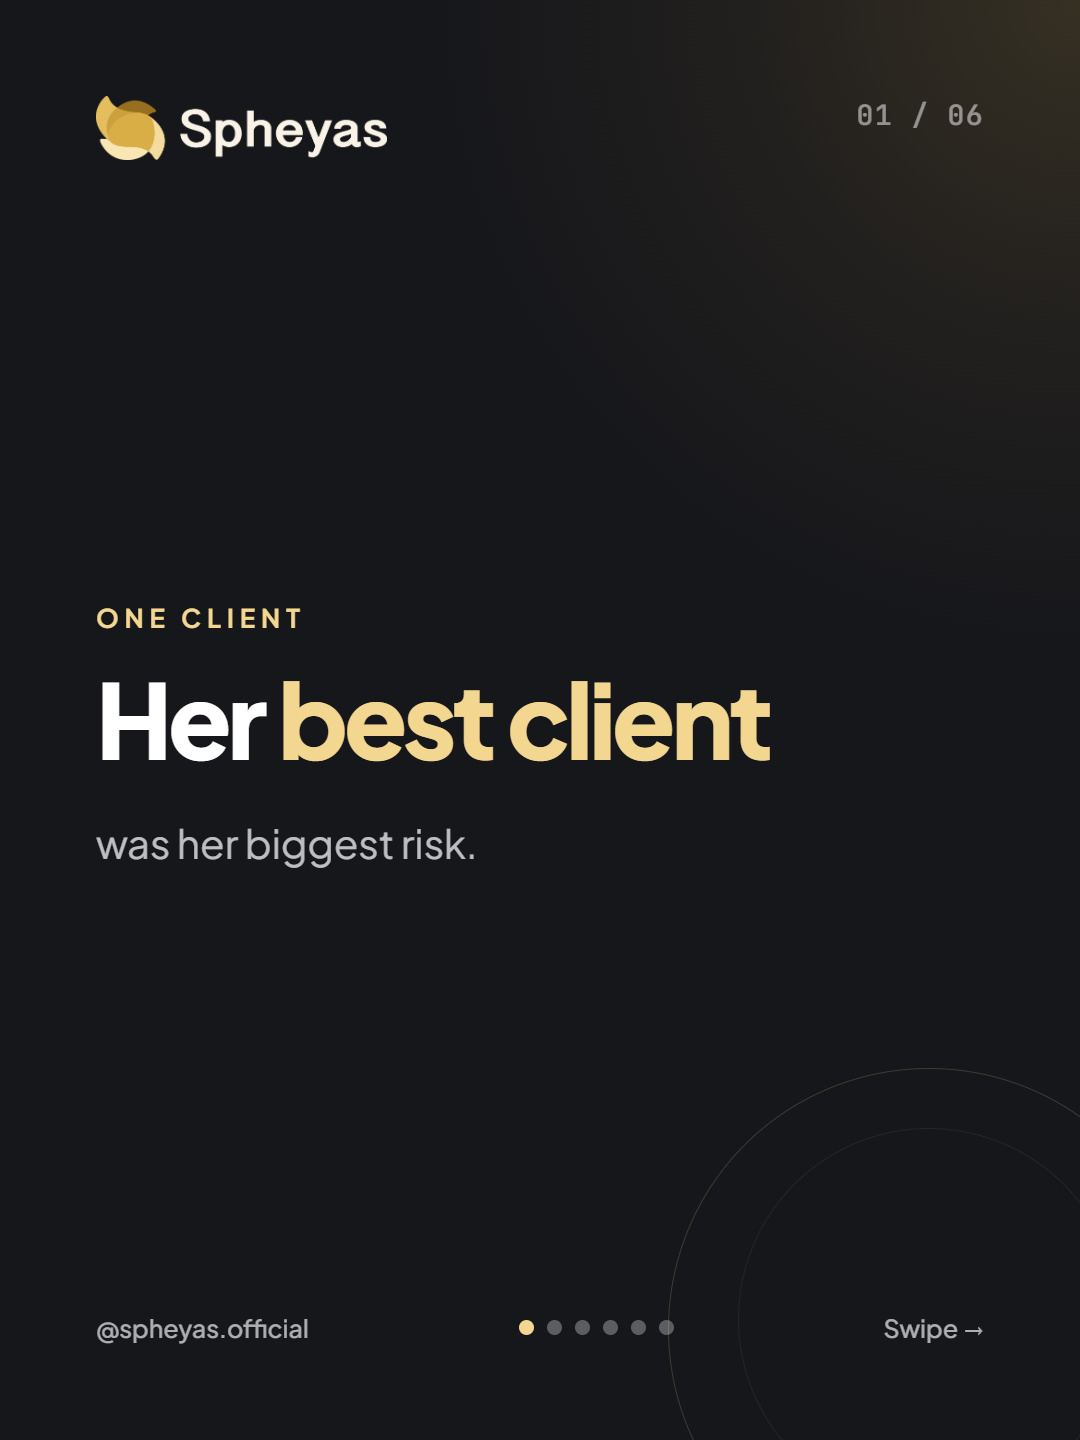 Spheyas
01 / 06
ONE CLIENT
Her best client
was her biggest risk.
@spheyas.official
Swipe →